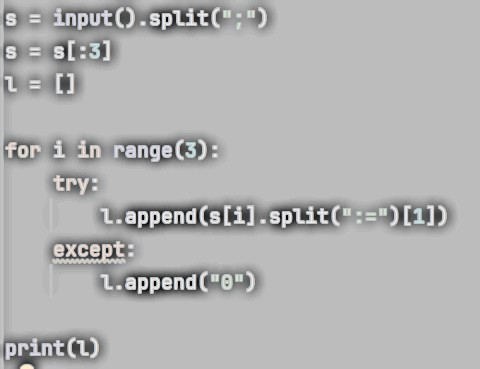 s = input().split(";")
s = s[:3]
l = []

for i in range(3):
    try:
        l.append(s[i].split(":=")[1])
    except:
        l.append("0")

print(l)